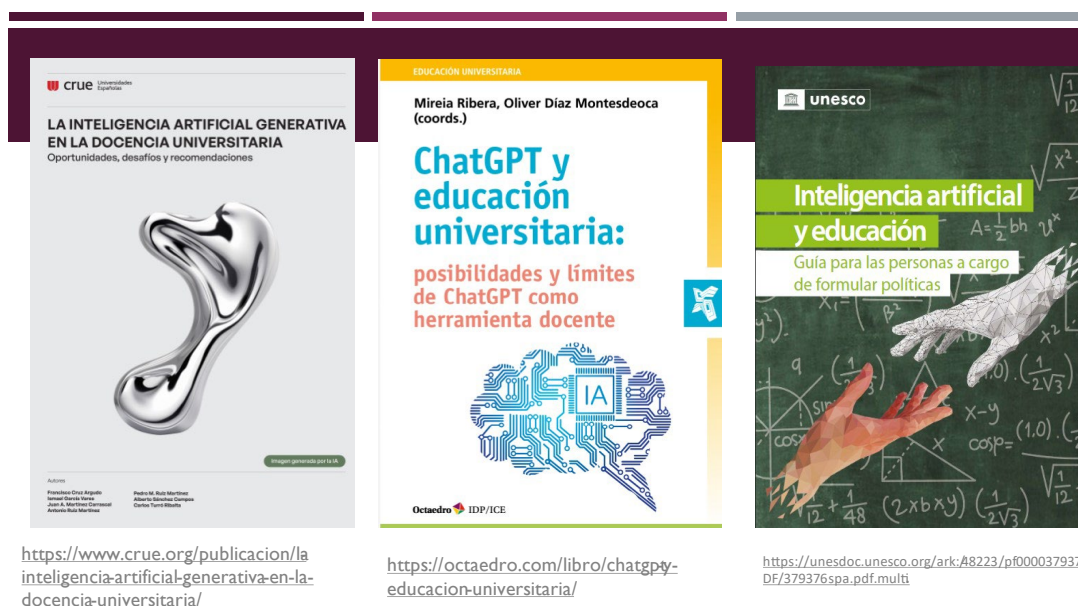 crue Universidades
Españolas
LA INTELIGENCIA ARTIFICIAL GENERATIVA
EN LA DOCENCIA UNIVERSITARIA
Oportunidades, desafíos y recomendaciones
Imagen generada por la IA
Autores
Francisco Cruz Argudo
Ismael García Varea
Juan A. Martínez Carrascal
Antonio Ruiz Martínez
Pedro M. Ruiz Martínez
Alberto Sánchez Campos
Carlos Turró Ribalta
https://www.crue.org/publicacion/la
inteligencia-artificial-generativa-en-la-
docencia-universitaria/
EDUCACIÓN UNIVERSITARIA
Mireia Ribera, Oliver Díaz Montesdeoca
(coords.)
ChatGPT y
educación
universitaria:
posibilidades y límites
de ChatGPT como
herramienta docente
IA
Octaedro IDP/ICE
https://octaedro.com/libro/chatgpt-y-
educacion-universitaria/
unesco
Inteligencia artificial
y educación
Guía para las personas a cargo
de formular políticas
A=½bh
x-y
cosp=
(2xbxy)
https://unesdoc.unesco.org/ark:/48223/pf000037937
DF/379376spa.pdf.multi